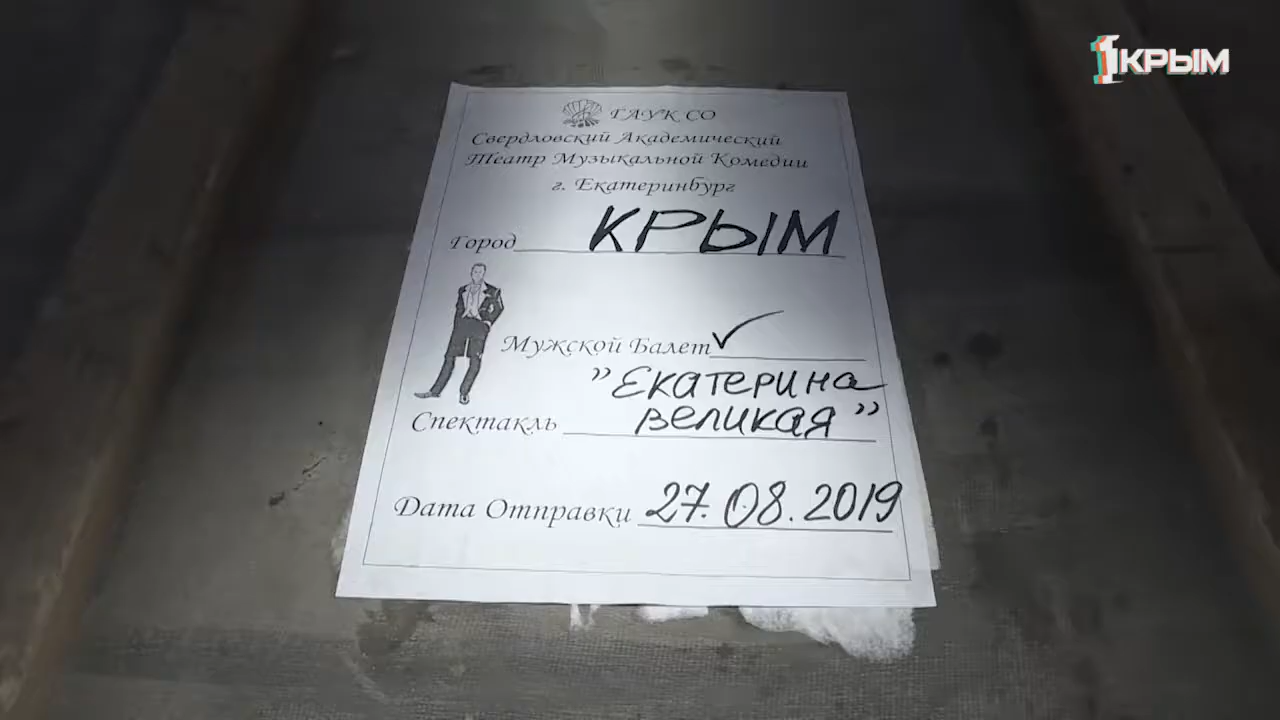 1КРЫМ
ГАУК СО
Свердловский Академический
Театр Музыкальной Комедии
г. Екатеринбург
Город КРЫМ
Мужской Балет ✓
Спектакль "Екатерина
Великая"
Дата Отправки 27.08.2019